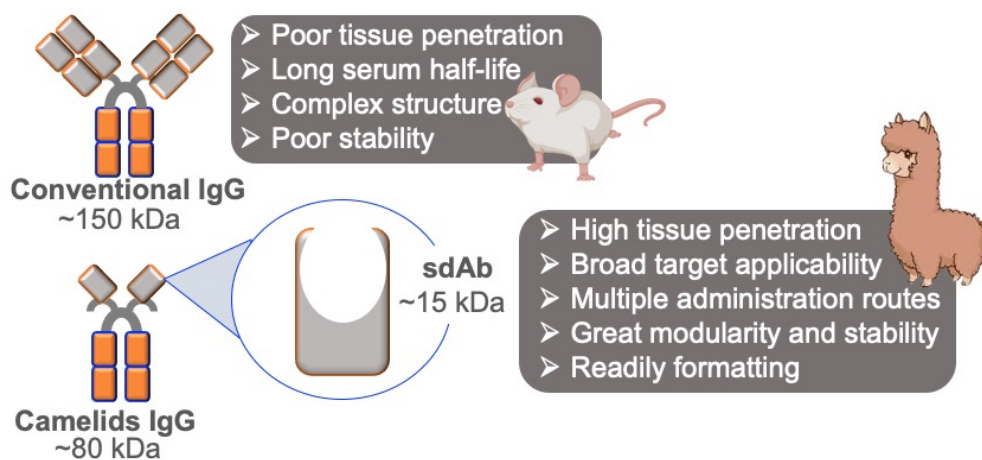 ➢ Poor tissue penetration
➢ Long serum half-life
➢ Complex structure
➢ Poor stability
Conventional IgG
~150 kDa
sdAb
~15 kDa
➢ High tissue penetration
➢ Broad target applicability
➢ Multiple administration routes
➢ Great modularity and stability
➢ Readily formatting
Camelids IgG
~80 kDa